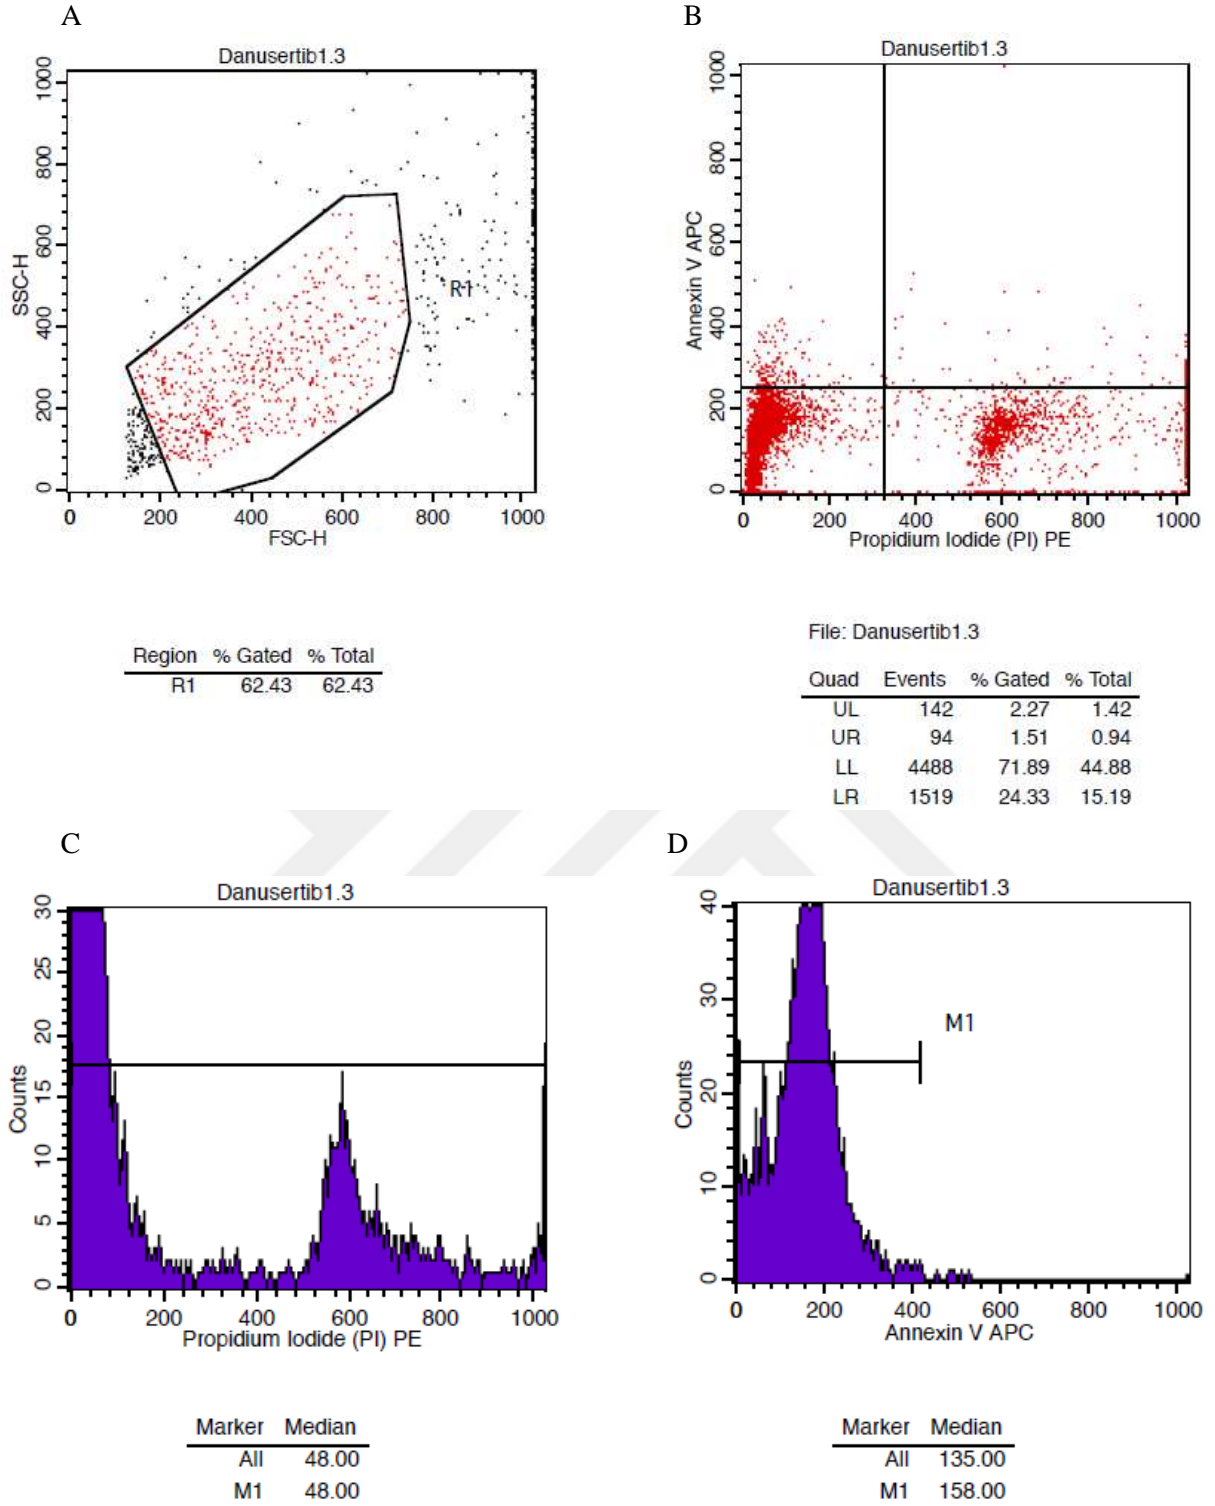 A
Danusertib1.3
1000
800
600
400
200
0
SSC-H
R1
0 200 400 600 800 1000
FSC-H
Region % Gated % Total
R1 62.43 62.43
B
Danusertib1.3
1000
800
600
400
200
0
Annexin V APC
0 200 400 600 800 1000
Propidium Iodide (PI) PE
File: Danusertib1.3
Quad Events % Gated % Total
UL 142 2.27 1.42
UR 94 1.51 0.94
LL 4488 71.89 44.88
LR 1519 24.33 15.19
C
Danusertib1.3
30
25
20
15
10
5
0
Counts
0 200 400 600 800 1000
Propidium Iodide (PI) PE
Marker Median
All 48.00
M1 48.00
D
Danusertib1.3
40
30
20
10
0
Counts
M1
0 200 400 600 800 1000
Annexin V APC
Marker Median
All 135.00
M1 158.00